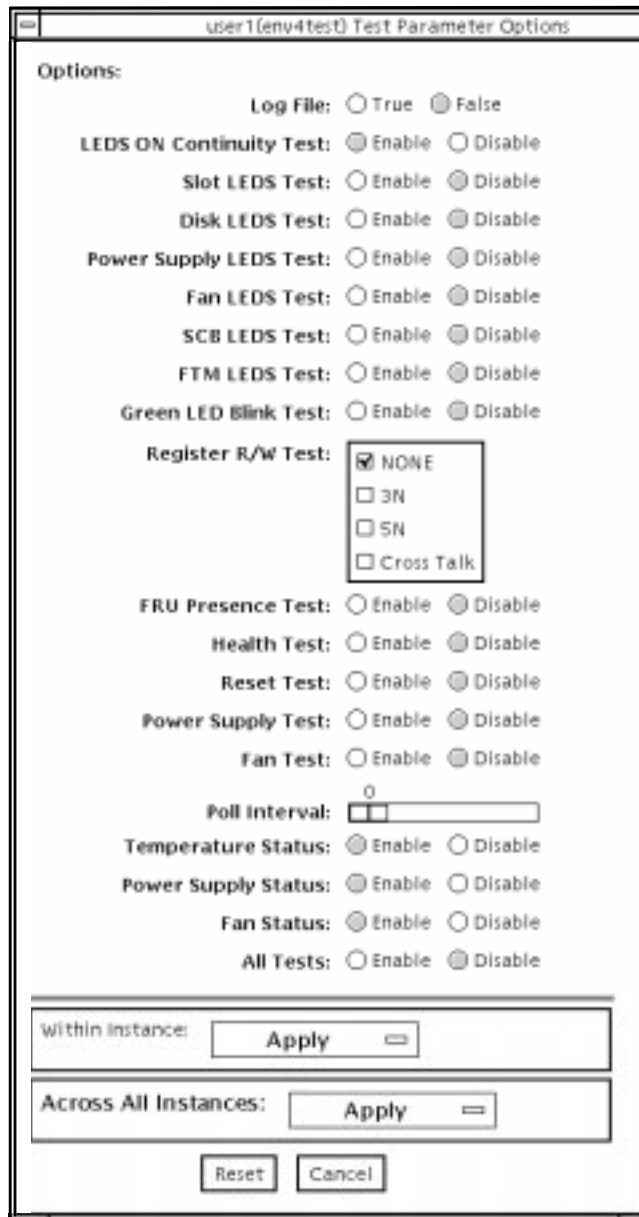 user1(env4test) Test Parameter Options
Options:
Log File: True False
LEDS ON Continuity Test: Enable Disable
Slot LEDS Test: Enable Disable
Disk LEDS Test: Enable Disable
Power Supply LEDS Test: Enable Disable
Fan LEDS Test: Enable Disable
SCB LEDS Test: Enable Disable
FTM LEDS Test: Enable Disable
Green LED Blink Test: Enable Disable
Register R/W Test: NONE
3N
5N
Cross Talk
FRU Presence Test: Enable Disable
Health Test: Enable Disable
Reset Test: Enable Disable
Power Supply Test: Enable Disable
Fan Test: Enable Disable
0
Poll Interval:
Temperature Status: Enable Disable
Power Supply Status: Enable Disable
Fan Status: Enable Disable
All Tests: Enable Disable
Within Instance: Apply
Across All Instances: Apply
Reset Cancel